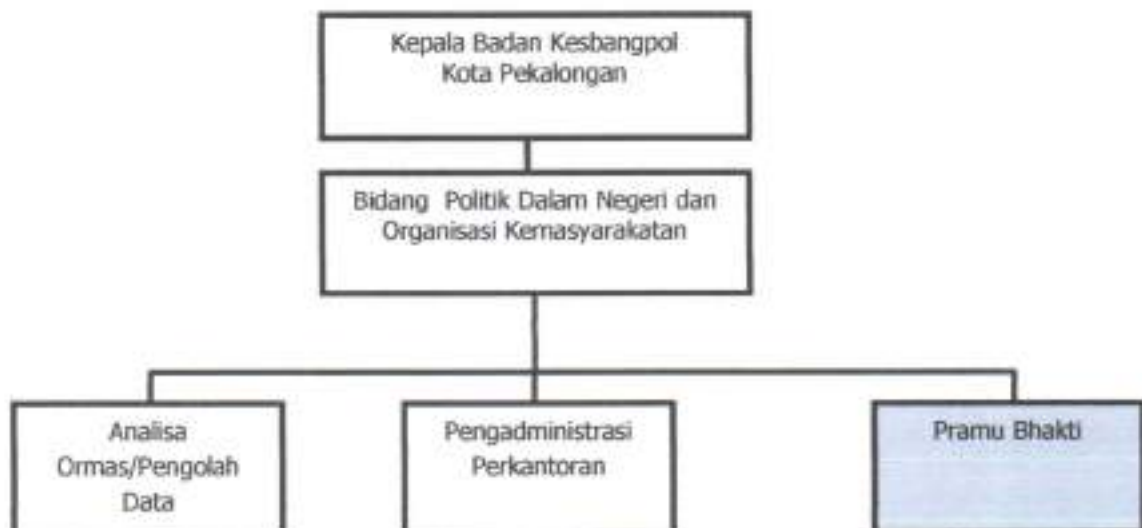 Kepala Badan Kesbangpol
Kota Pekalongan
Bidang Politik Dalam Negeri dan
Organisasi Kemasyarakatan
Analisa
Ormas/Pengolah
Data
Pengadministrasi
Perkantoran
Pramu Bhakti